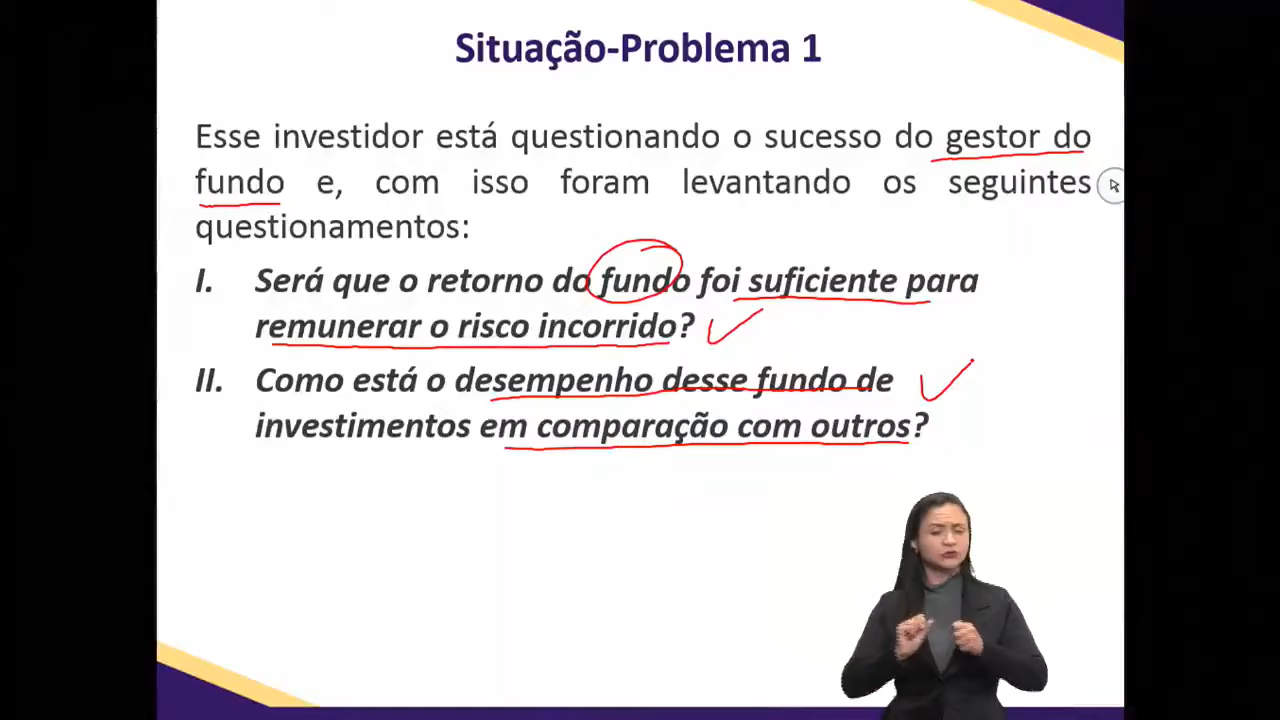 Situação-Problema 1
Esse investidor está questionando o sucesso do gestor do
fundo e, com isso foram levantando os seguintes
questionamentos:
I. Será que o retorno do fundo foi suficiente para
remunerar o risco incorrido?
II. Como está o desempenho desse fundo de
investimentos em comparação com outros?